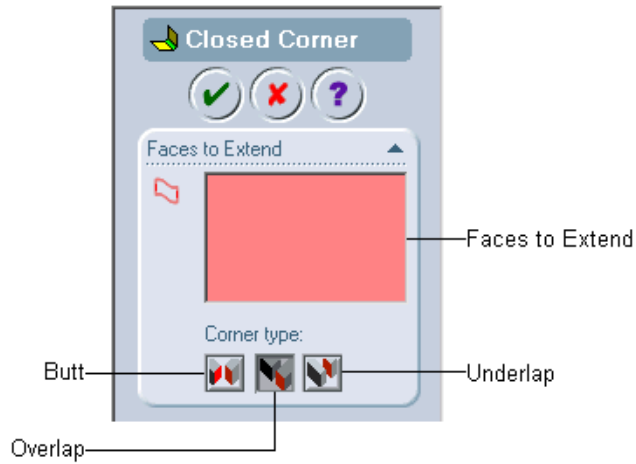 Closed Corner
?
Faces to Extend
Faces to Extend
Corner type:
Butt
Underlap
Overlap